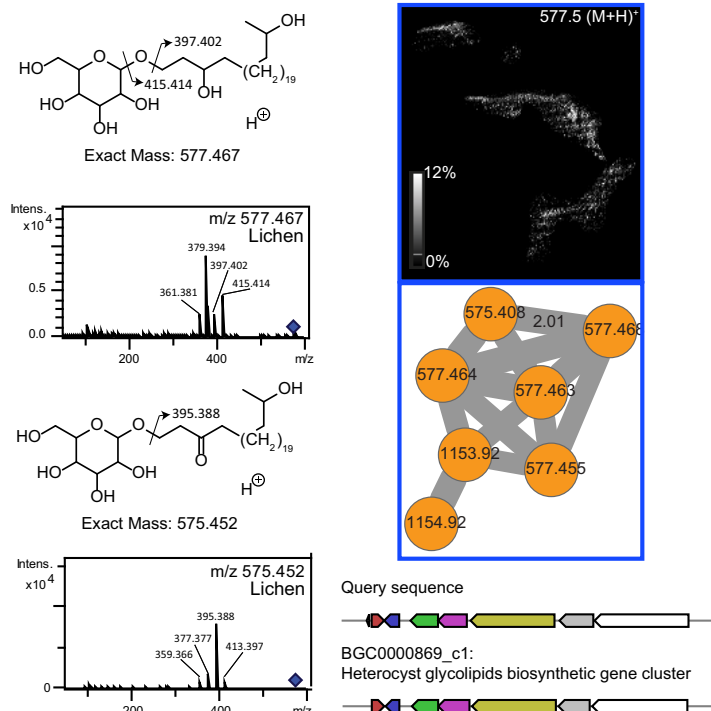 OH
397.402
O
O
HO
(CH2)19
415.414
HO
OH
OH
OH
H⊕
Exact Mass: 577.467
Intens.
x10^4
m/z 577.467
Lichen
379.394
397.402
361.381
415.414
0.5
0.0
200
400
m/z
OH
395.388
O
O
HO
(CH2)19
O
HO
OH
OH
H⊕
Exact Mass: 575.452
Intens.
x10^4
m/z 575.452
Lichen
395.388
377.377
359.366
413.397
0
200
400
m/z
577.5 (M+H)+
12%
0%
575.408
2.01
577.468
577.464
577.463
1153.92
577.455
1154.92
Query sequence
BGC0000869_c1:
Heterocyst glycolipids biosynthetic gene cluster